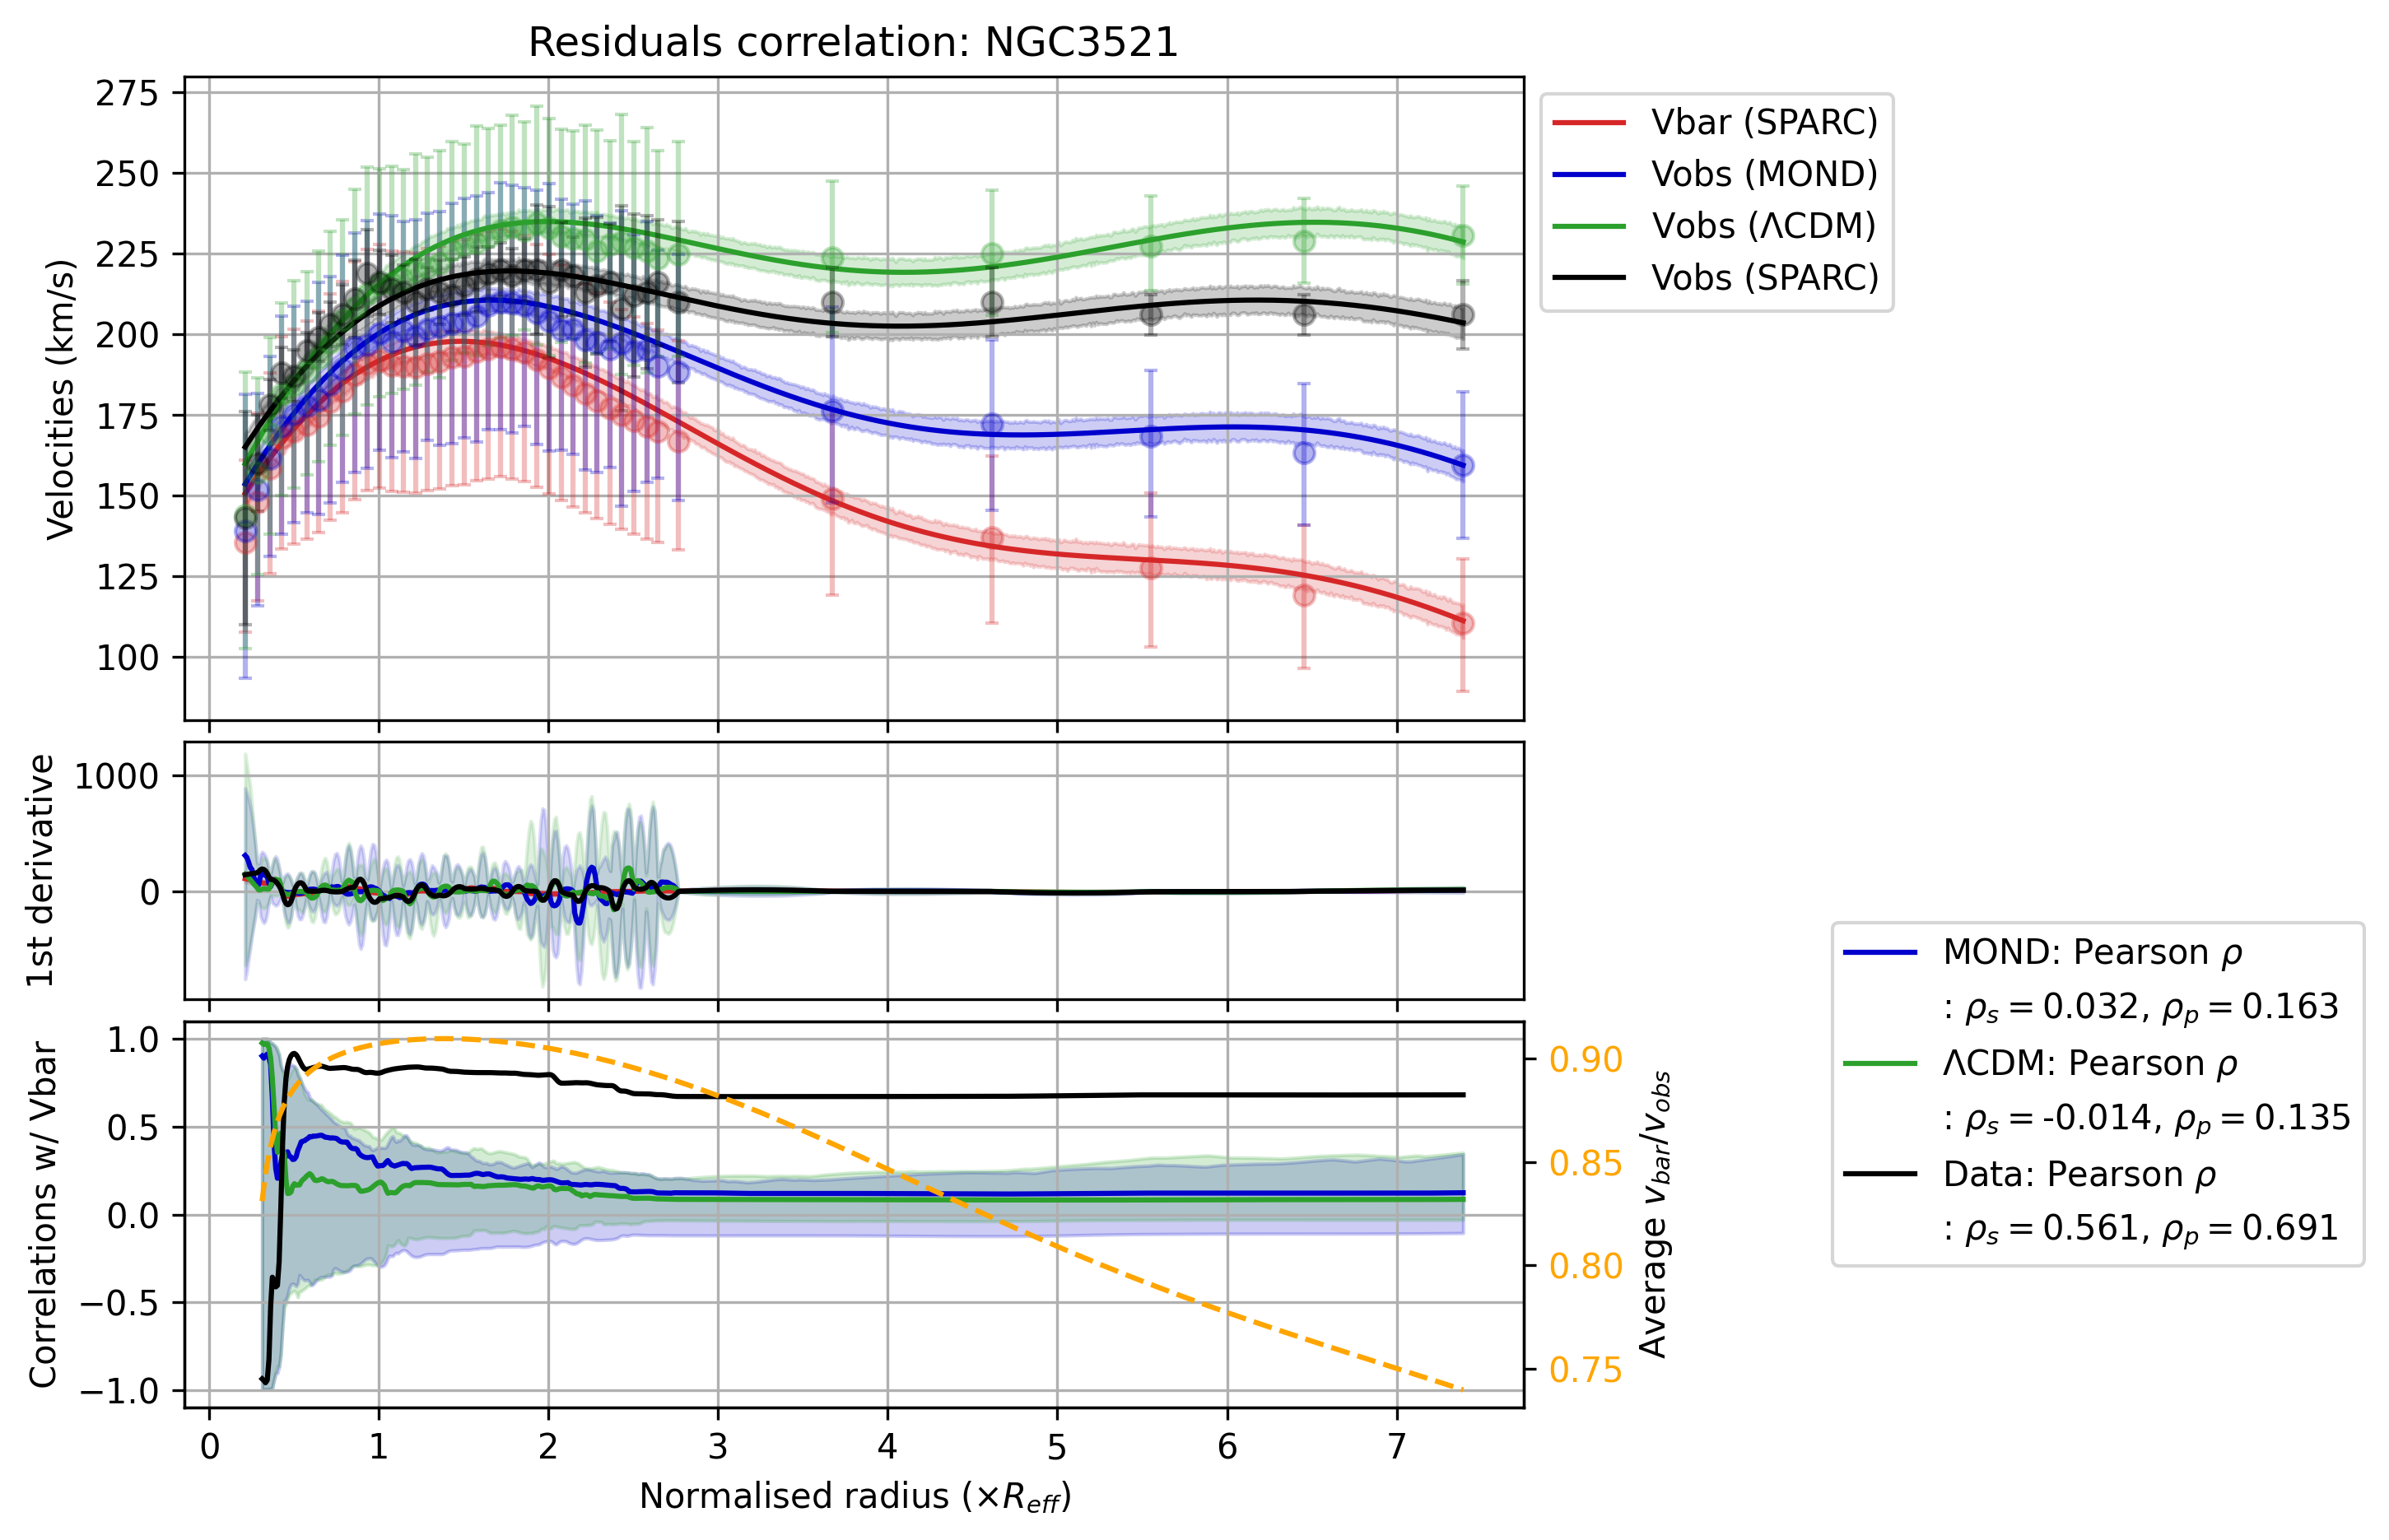 Residuals correlation: NGC3521
275
250
225
200
175
150
125
100
Velocities (km/s)
Vbar (SPARC)
Vobs (MOND)
Vobs (ΛCDM)
Vobs (SPARC)
1000
0
1st derivative
1.0
0.5
0.0
−0.5
−1.0
Correlations w/ Vbar
0.90
0.85
0.80
0.75
Average v_bar/v_obs
MOND: Pearson ρ
: ρ_s = 0.032, ρ_p = 0.163
ΛCDM: Pearson ρ
: ρ_s = -0.014, ρ_p = 0.135
Data: Pearson ρ
: ρ_s = 0.561, ρ_p = 0.691
0 1 2 3 4 5 6 7
Normalised radius (×R_eff)